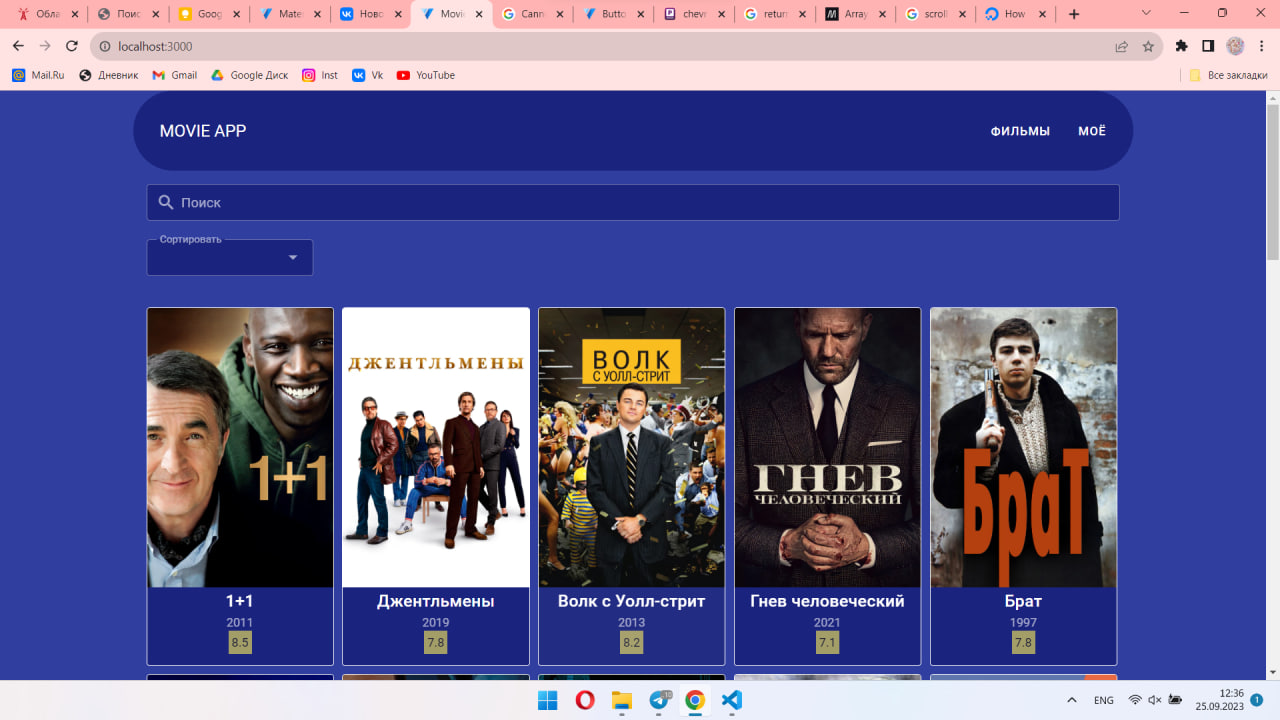 Обла
Поис
Goog
Mater
Ново
Movie
Cann
Butto
chevr
return
Array
scroll
How
localhost:3000
Mail.Ru
Дневник
Gmail
Google Диск
Inst
Vk
YouTube
Все закладки
MOVIE APP
ФИЛЬМЫ
МОЁ
Поиск
Сортировать
1+1
ДЖЕНТЛЬМЕНЫ
ВОЛК
С УОЛЛ-СТРИТ
ГНЕВ
ЧЕЛОВЕЧЕСКИЙ
БраТ
1+1
Джентльмены
Волк с Уолл-стрит
Гнев человеческий
Брат
2011
2019
2013
2021
1997
8.5
7.8
8.2
7.1
7.8
ENG
12:36
25.09.2023
1